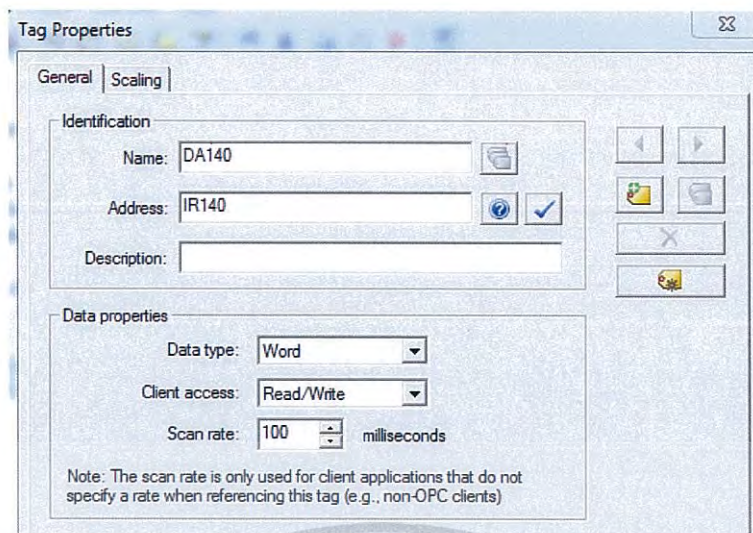 Tag Properties
General Scaling
Identification
Name: DA140
Address: IR140
Description:
Data properties
Data type: Word
Client access: Read/Write
Scan rate: 100 milliseconds
Note: The scan rate is only used for client applications that do not
specify a rate when referencing this tag (e.g., non-OPC clients)